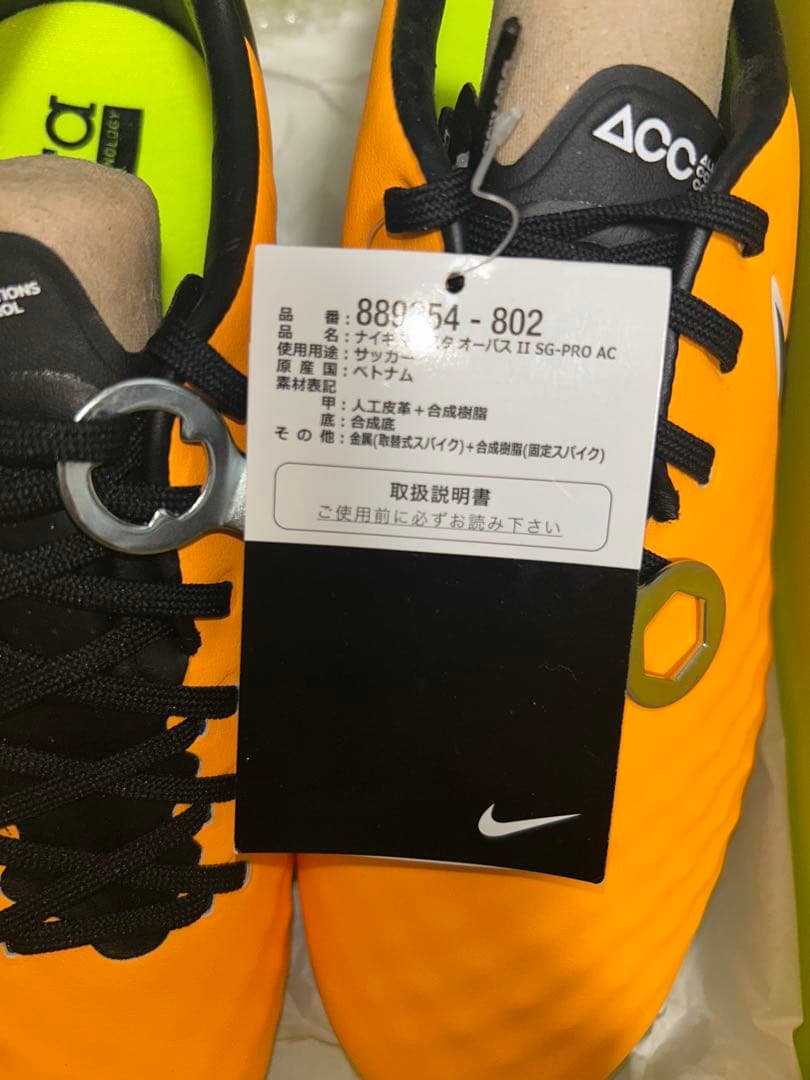 a
ACC
品 番 : 889 54 - 802
品 名 : ナイキ タ オーパス II SG-PRO AC
使用用途 : サッカー
原産国 : ベトナム
素材表記
甲 : 人工皮革+合成樹脂
底 : 合成底
その他 : 金属(取替式スパイク)+合成樹脂(固定スパイク)
取扱説明書
ご使用前に必ずお読み下さい